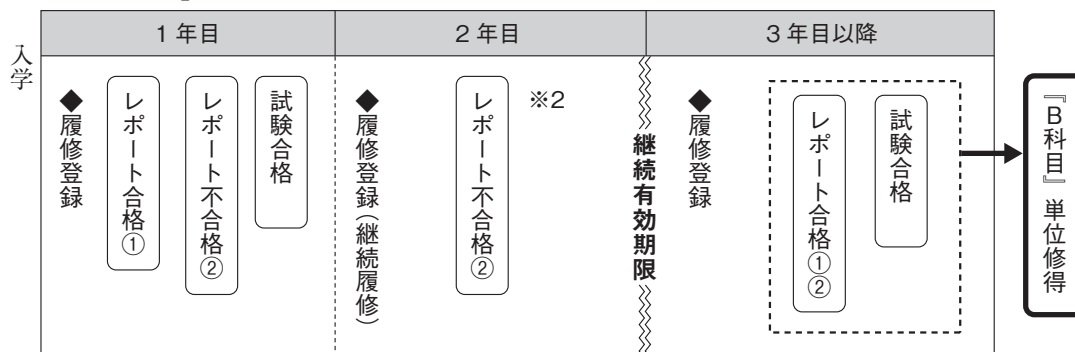 入学
1年目
◆履修登録
レポート合格①
レポート不合格②
試験合格
2年目
◆履修登録(継続履修)
レポート不合格②
※2
継続有効期限
3年目以降
◆履修登録
レポート合格①②
試験合格
『B科目』単位修得